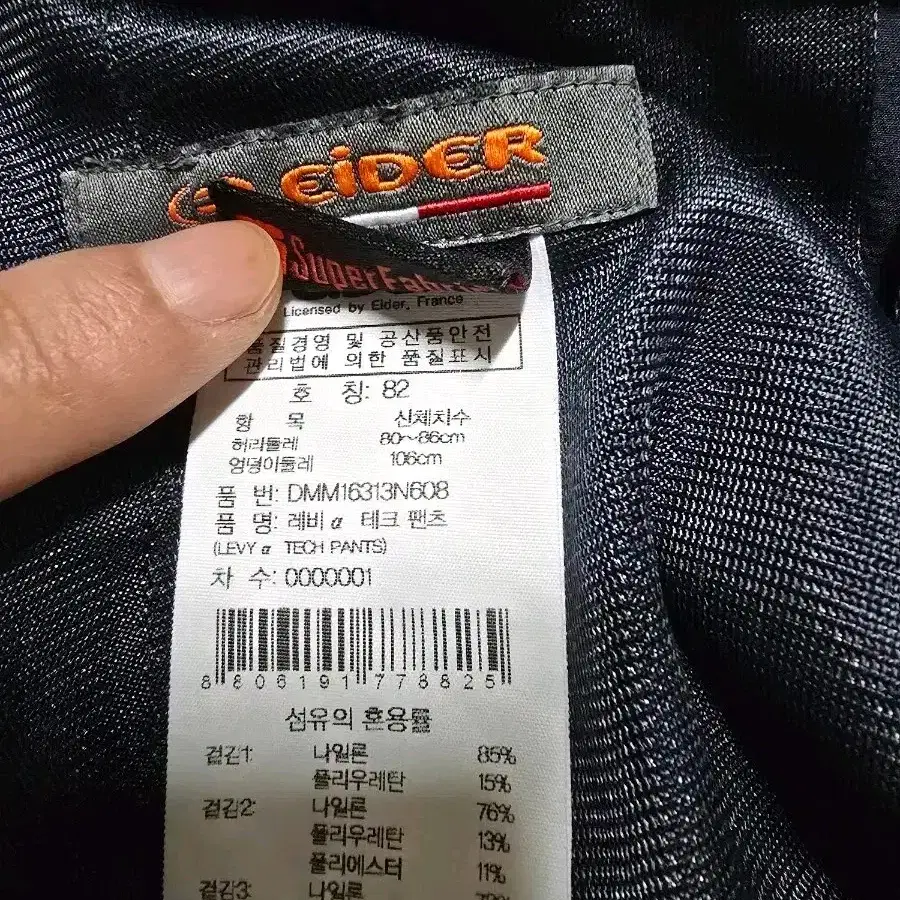 EiDER
SuperFabric
Licensed by Eider, France
품질경영 및 공산품안전
관리법에 의한 품질표시
호 칭: 82
항 목 신체치수
허리둘레 80~86cm
엉덩이둘레 106cm
품 번: DMM16313N608
품 명: 레비α 테크 팬츠
(LEVY α TECH PANTS)
차 수: 0000001
8 806191 778825
섬유의 혼용률
겉감1: 나일론 85%
폴리우레탄 15%
겉감2: 나일론 76%
폴리우레탄 13%
폴리에스터 11%
겉감3: 나일론